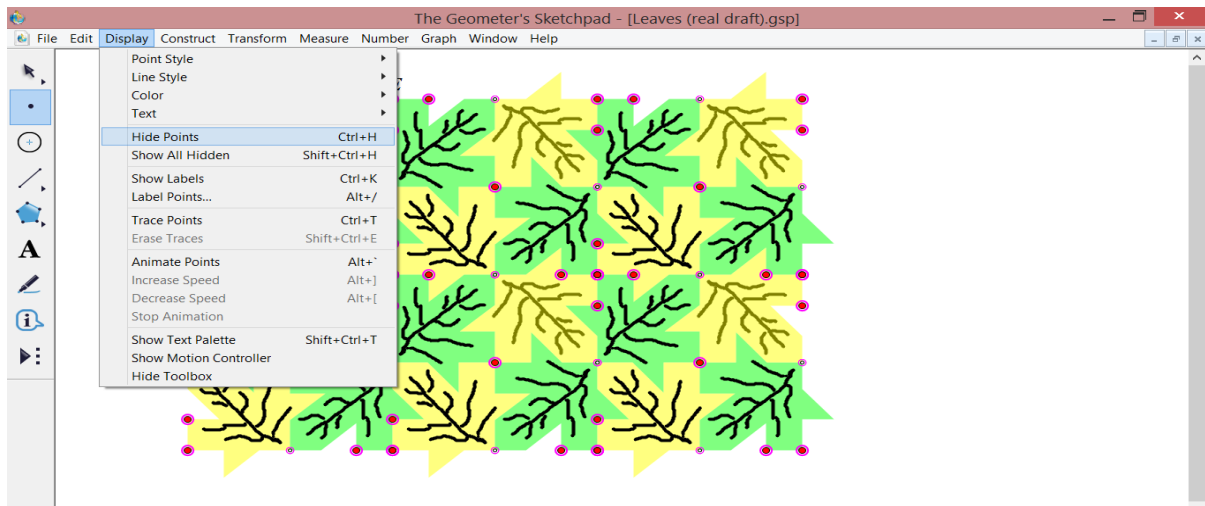 The Geometer's Sketchpad - [Leaves (real draft).gsp]
File Edit Display Construct Transform Measure Number Graph Window Help
Point Style
Line Style
Color
Text
Hide Points Ctrl+H
Show All Hidden Shift+Ctrl+H
Show Labels Ctrl+K
Label Points... Alt+/
Trace Points Ctrl+T
Erase Traces Shift+Ctrl+E
Animate Points Alt+`
Increase Speed Alt+]
Decrease Speed Alt+[
Stop Animation
Show Text Palette Shift+Ctrl+T
Show Motion Controller
Hide Toolbox
A